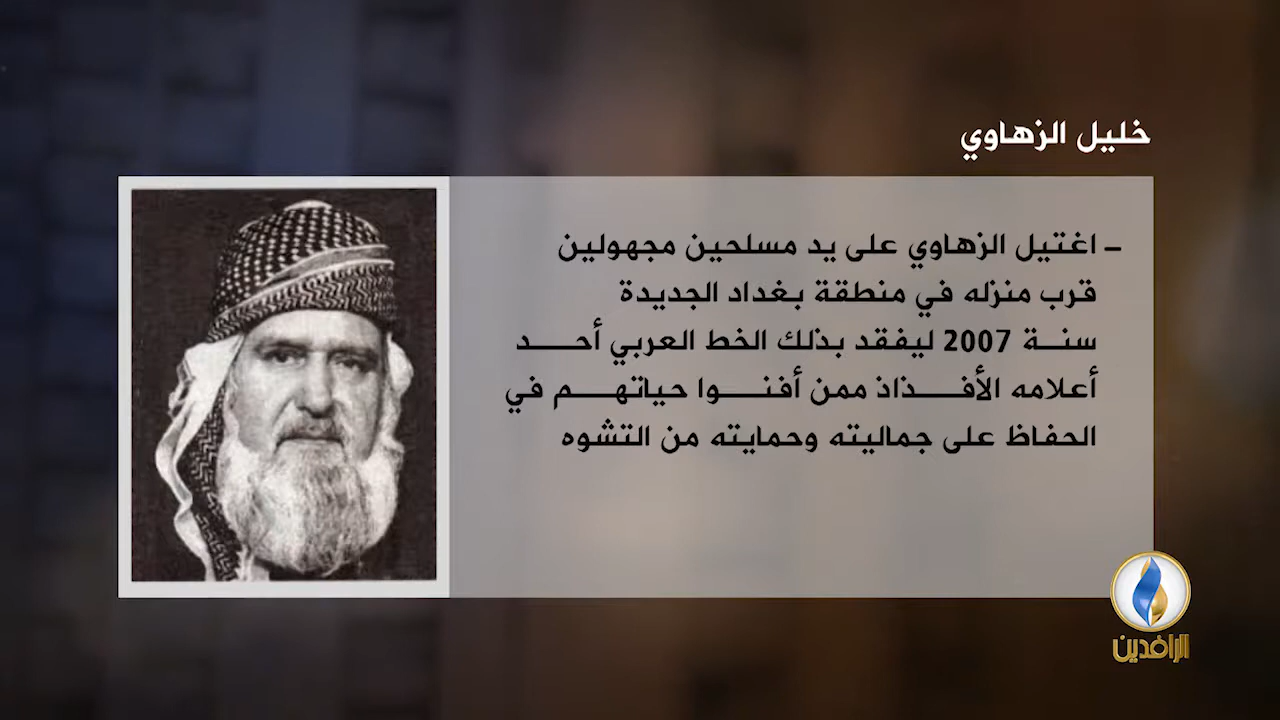 خليل الزهاوي
- اغتيل الزهاوي على يد مسلحين مجهولين
قرب منزله في منطقة بغداد الجديدة
سنة 2007 ليفقد بذلك الخط العربي أحد
أعلامه الأفذاذ ممن أفنوا حياتهم في
الحفاظ على جماليته وحمايته من التشوه
الرافدين